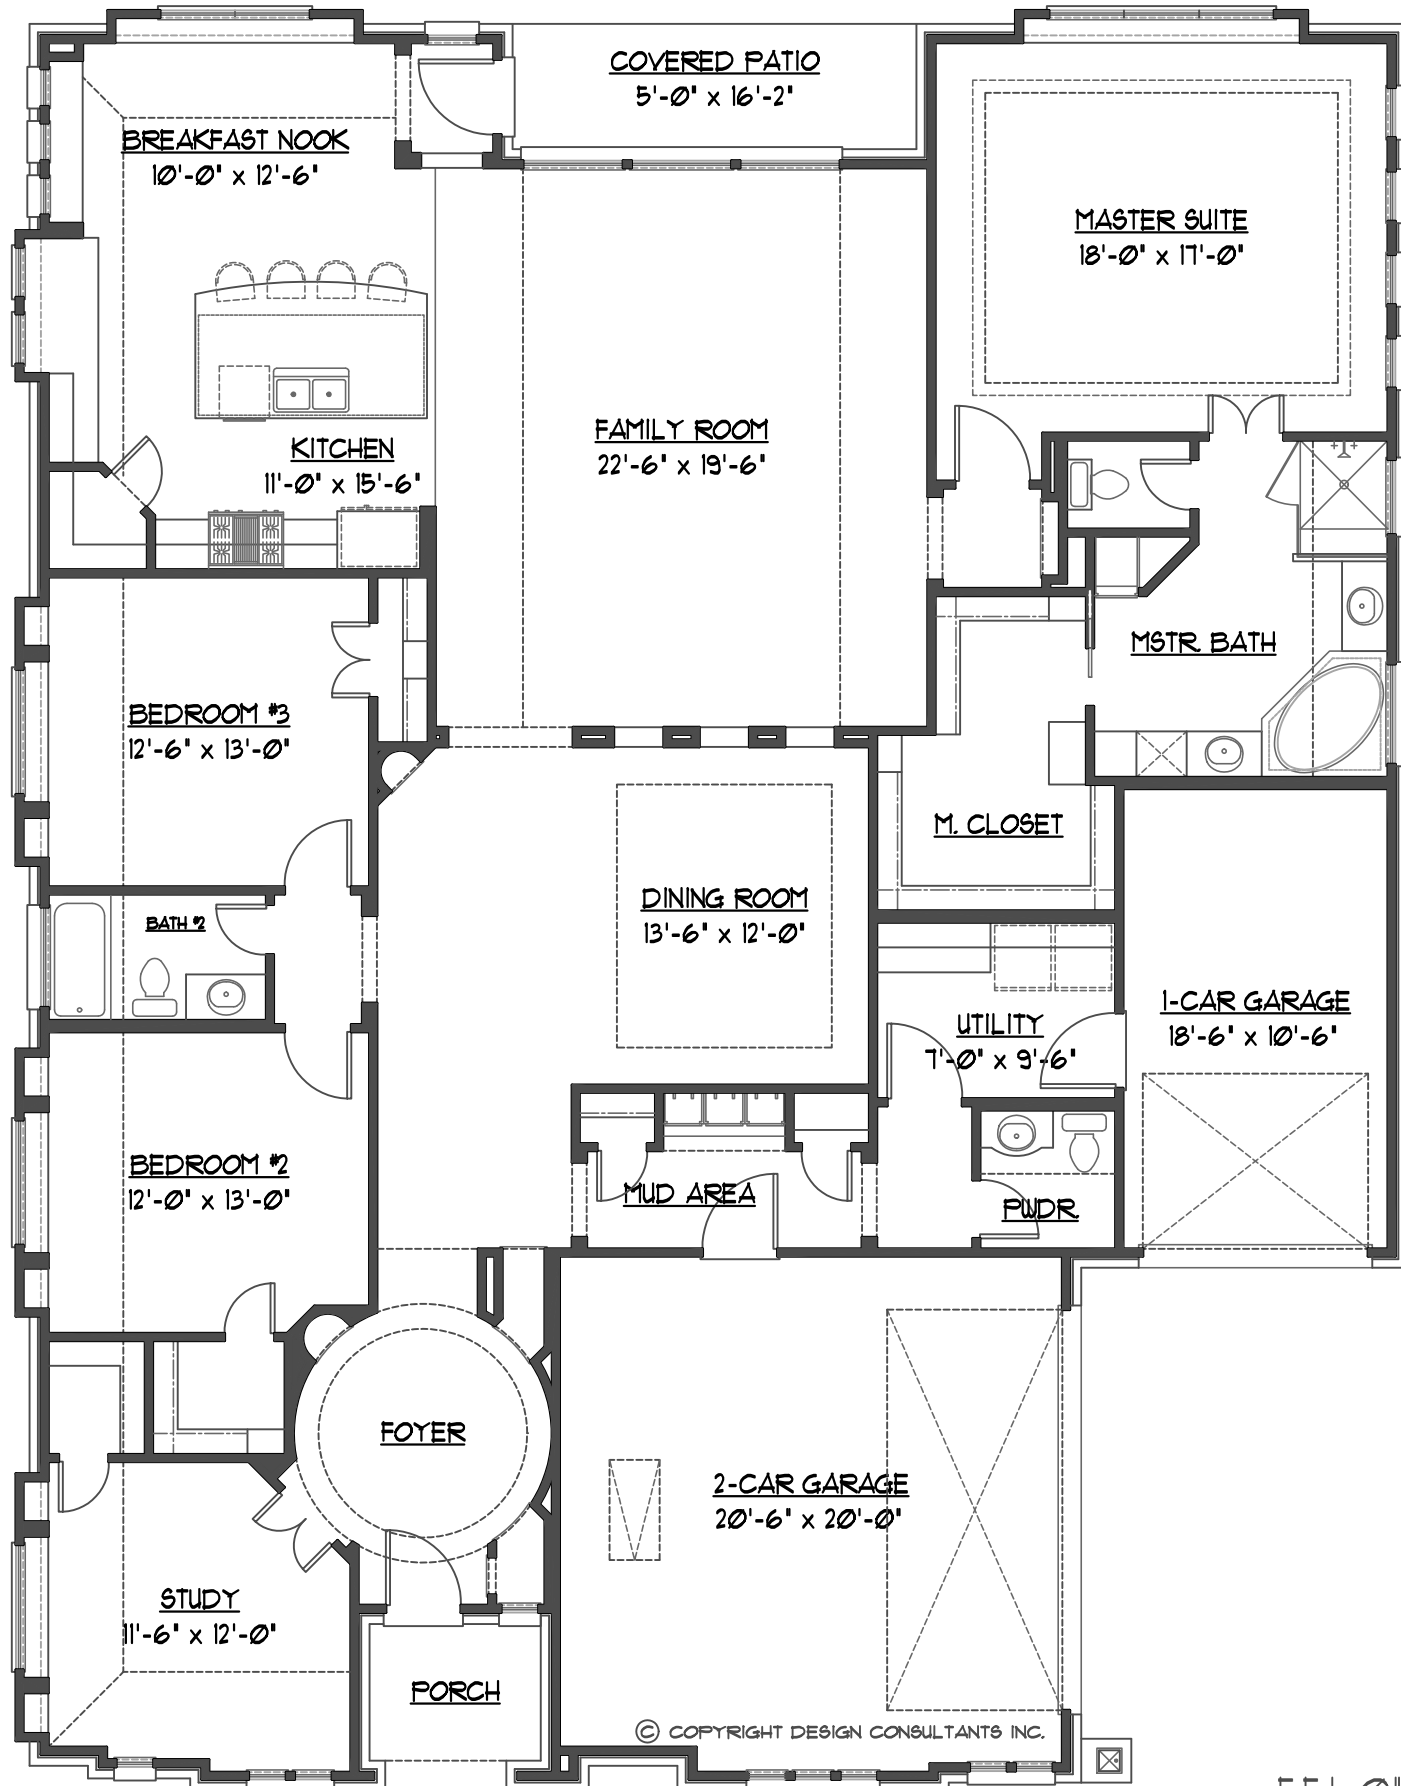 COVERED PATIO
5'-0" x 16'-2"
BREAKFAST NOOK
10'-0" x 12'-6"
MASTER SUITE
18'-0" x 17'-0"
KITCHEN
11'-0" x 15'-6"
FAMILY ROOM
22'-6" x 19'-6"
MSTR. BATH
BEDROOM #3
12'-6" x 13'-0"
M. CLOSET
DINING ROOM
13'-6" x 12'-0"
BATH #2
1-CAR GARAGE
18'-6" x 10'-6"
UTILITY
7'-0" x 9'-6"
BEDROOM #2
12'-0" x 13'-0"
MUD AREA
PWDR.
FOYER
2-CAR GARAGE
20'-6" x 20'-0"
STUDY
11'-6" x 12'-0"
PORCH
© COPYRIGHT DESIGN CONSULTANTS INC.